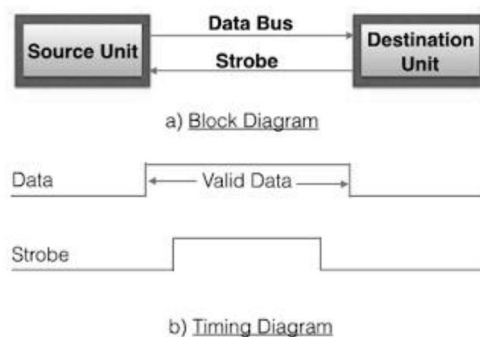 Data Bus
Source Unit
Destination
Unit
Strobe
a) Block Diagram
Data
Valid Data
Strobe
b) Timing Diagram